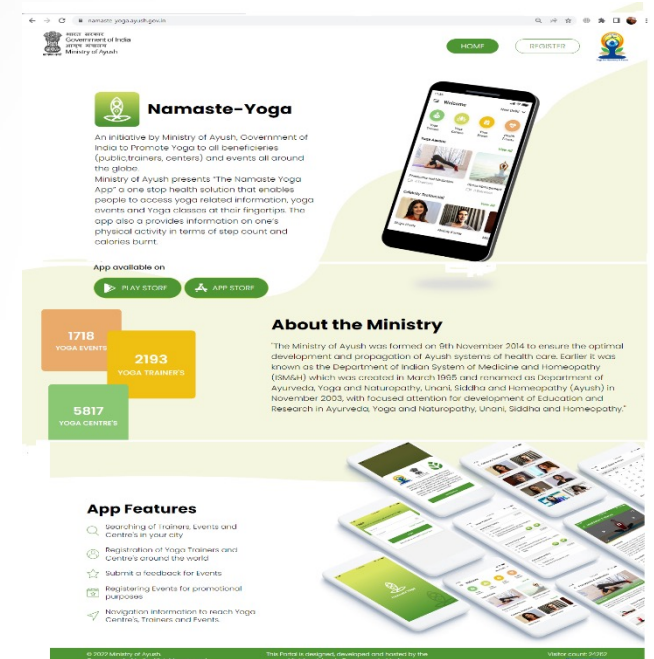 namaste-yoga.ayush.gov.in
भारत सरकार
Government of India
आयुष मंत्रालय
Ministry of Ayush
HOME
REGISTER
Namaste-Yoga
An initiative by Ministry of Ayush, Government of
India to Promote Yoga to all beneficieries
(public,trainers, centers) and events all around
the globe.
Ministry of Ayush presents "The Namaste Yoga
App" a one stop health solution that enables
people to access yoga related information, yoga
events and Yoga classes at their fingertips. The
app also a provides information on one's
physical activity in terms of step count and
calories burnt.
Welcome
View All
View All
App available on
PLAY STORE
APP STORE
1718
YOGA EVENTS
2193
YOGA TRAINER'S
5817
YOGA CENTRE'S
About the Ministry
"The Ministry of Ayush was formed on 9th November 2014 to ensure the optimal
development and propagation of Ayush systems of health care. Earlier it was
known as the Department of Indian System of Medicine and Homeopathy
(ISM&H) which was created in March 1995 and renamed as Department of
Ayurveda, Yoga and Naturopathy, Unani, Siddha and Homeopathy (Ayush) in
November 2003, with focused attention for development of Education and
Research in Ayurveda, Yoga and Naturopathy, Unani, Siddha and Homeopathy."
App Features
Searching of Trainers, Events and
Centre's in your city
Registration of Yoga Trainers and
Centre's around the world
Submit a feedback for Events
Registering Events for promotional
purposes
Navigation information to reach Yoga
Centre's, Trainers and Events.
© 2022 Ministry of Ayush
This Portal is designed, developed and hosted by the
Visitor count: 24262